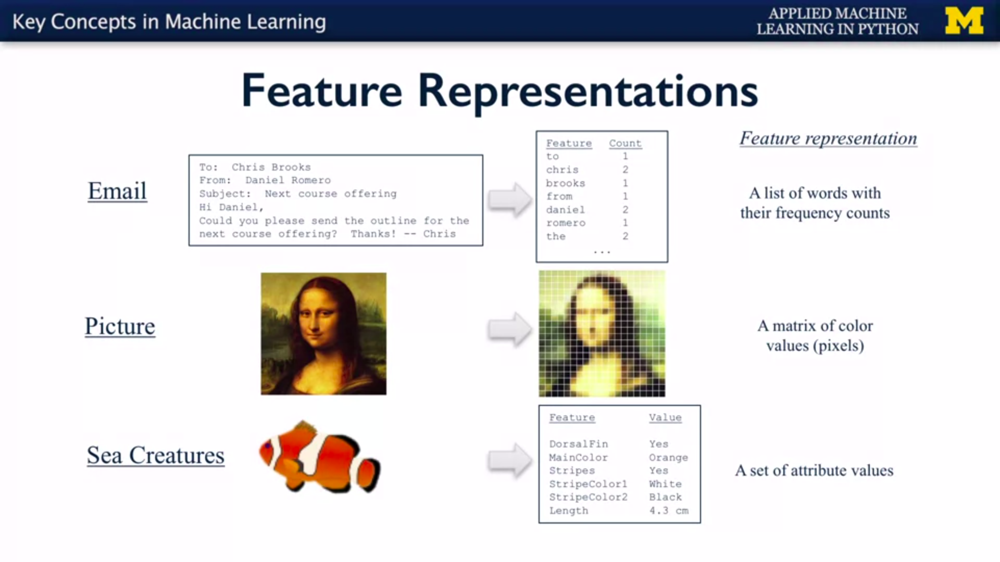 Key Concepts in Machine Learning
APPLIED MACHINE
LEARNING IN PYTHON
M
Feature Representations
Feature representation
Email
To:  Chris Brooks
From:  Daniel Romero
Subject:  Next course offering
Hi Daniel,
Could you please send the outline for the
next course offering?  Thanks! -- Chris
Feature Count
to 1
chris 2
brooks 1
from 1
daniel 2
romero 1
the 2
...
A list of words with
their frequency counts
Picture
A matrix of color
values (pixels)
Sea Creatures
Feature Value
DorsalFin Yes
MainColor Orange
Stripes Yes
StripeColor1 White
StripeColor2 Black
Length 4.3 cm
A set of attribute values